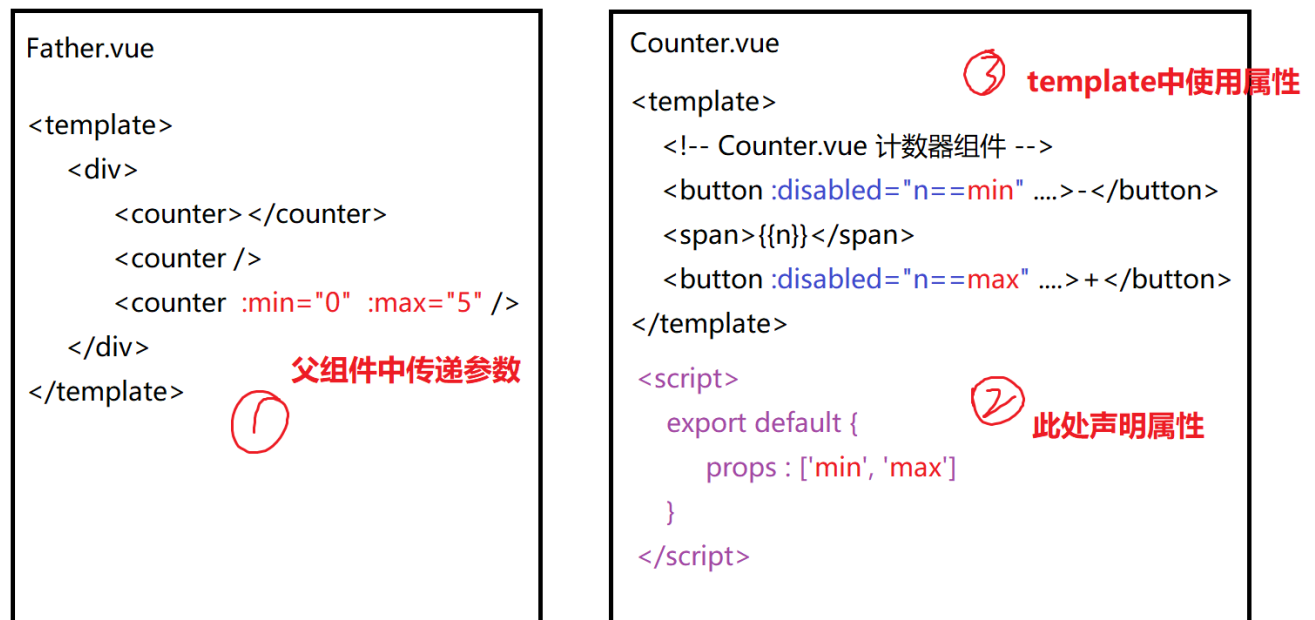 Father.vue
<template>
<div>
<counter></counter>
<counter />
<counter :min="0" :max="5" />
</div>
</template>
父组件中传递参数
1
Counter.vue
3
template中使用属性
<template>
<!-- Counter.vue 计数器组件 -->
<button :disabled="n==min" ....>-</button>
<span>{{n}}</span>
<button :disabled="n==max" ....>+</button>
</template>
<script>
2
此处声明属性
export default {
props : ['min', 'max']
}
</script>